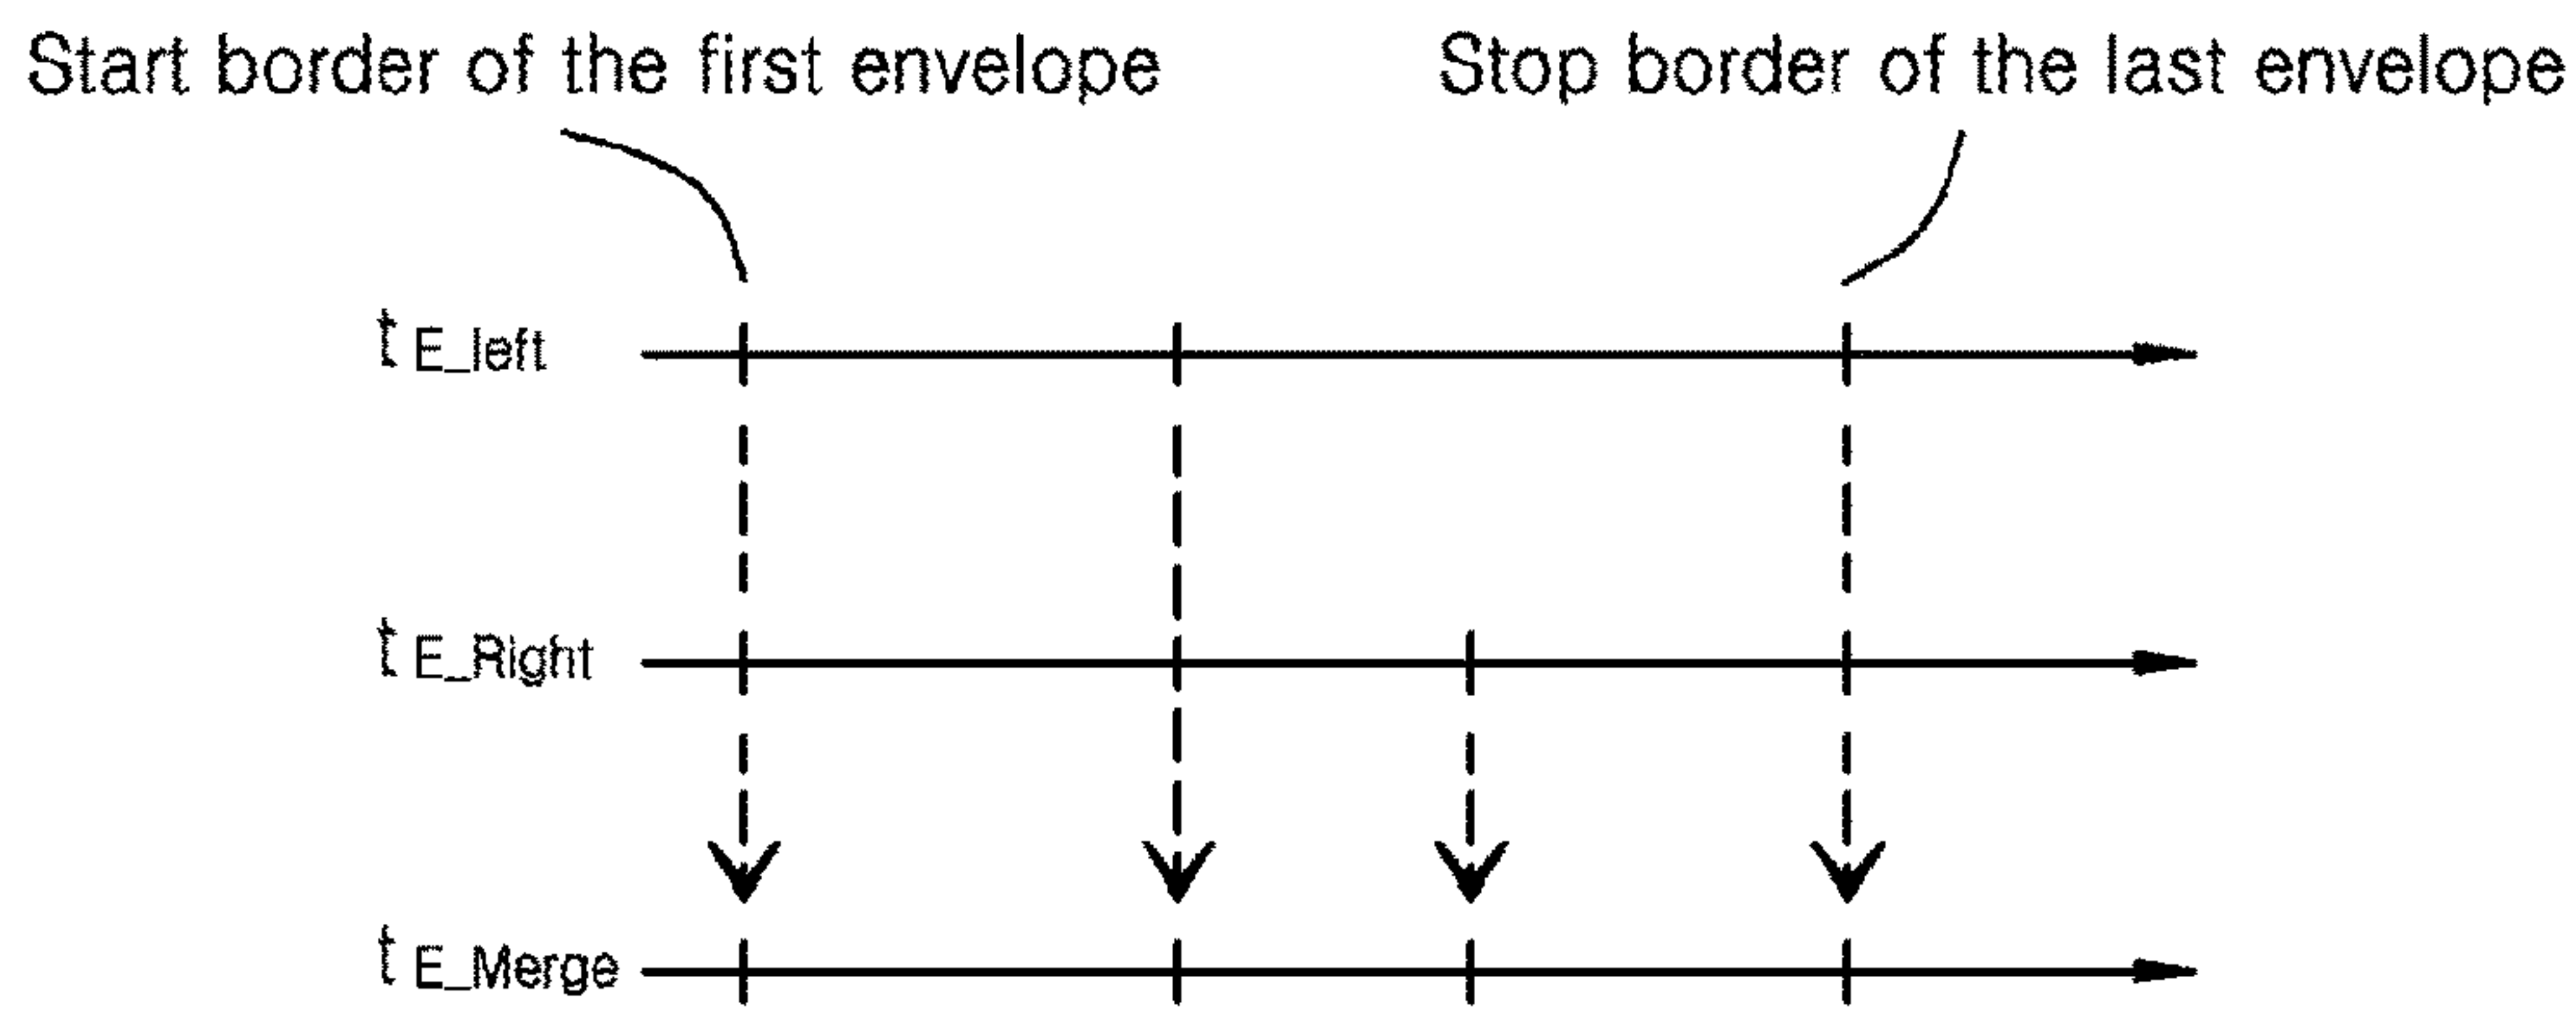 Start border of the first envelope
Stop border of the last envelope
t E_left
t E_Right
t E_Merge